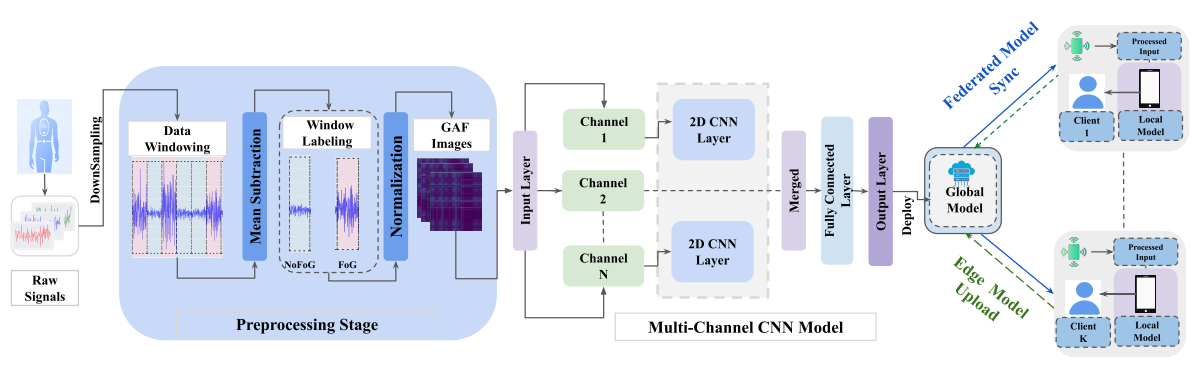 Raw
Signals
DownSampling
Data
Windowing
Mean Subtraction
Window
Labeling
NoFoG
FoG
Normalization
GAF
Images
Preprocessing Stage
Input Layer
Channel
1
Channel
2
Channel
N
2D CNN
Layer
2D CNN
Layer
Merged
Fully Connected
Layer
Output Layer
Multi-Channel CNN Model
Deploy
Global
Model
Federated Model
Sync
Edge Model
Upload
Processed
Input
Client
1
Local
Model
Processed
Input
Client
K
Local
Model